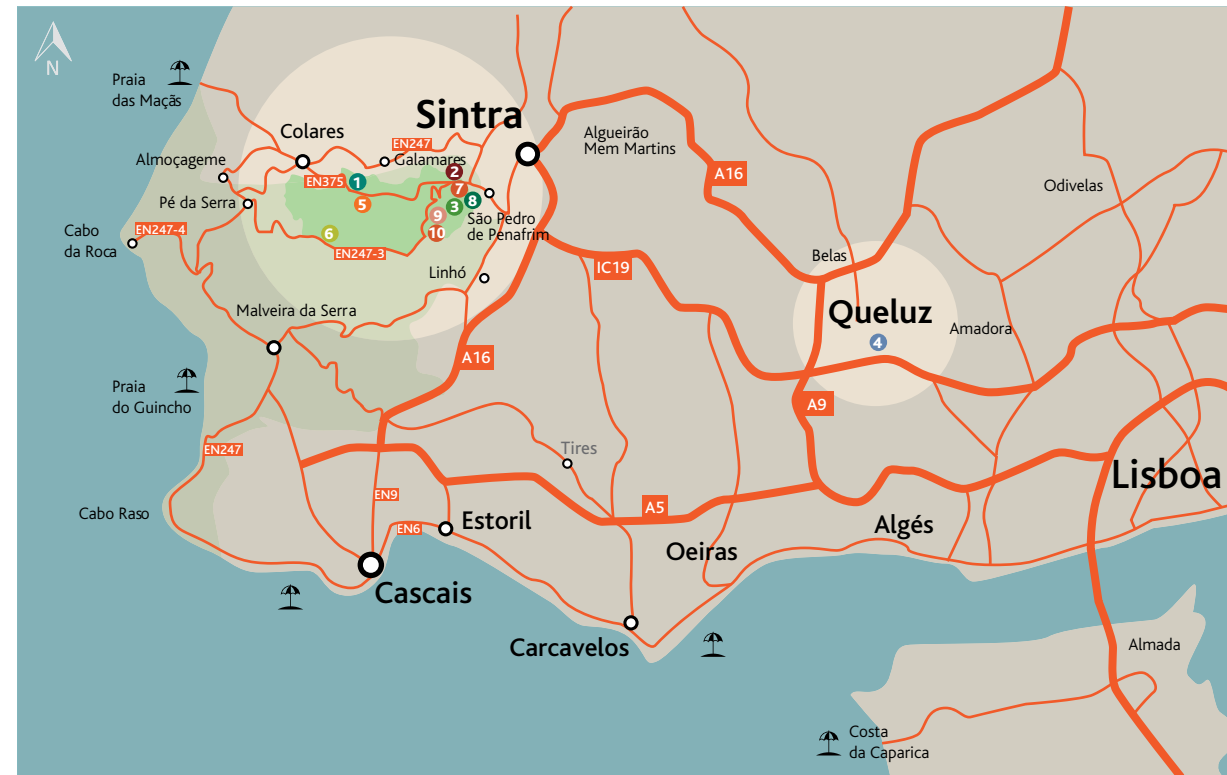 N
Praia
das Maçãs
Sintra
Colares
EN247
Galamares
Algueirão
Mem Martins
A16
Almoçageme
EN375
1
2
7
N
8
5
3
9
10
6
Pé da Serra
São Pedro
de Penafrim
Odivelas
Cabo
da Roca
EN247-4
EN247-3
Linhó
IC19
Belas
Malveira da Serra
Queluz
4
Amadora
A16
Praia
do Guincho
A9
EN247
Tires
Lisboa
EN9
A5
Cabo Raso
EN6
Estoril
Algés
Oeiras
Cascais
Carcavelos
Almada
Costa
da Caparica